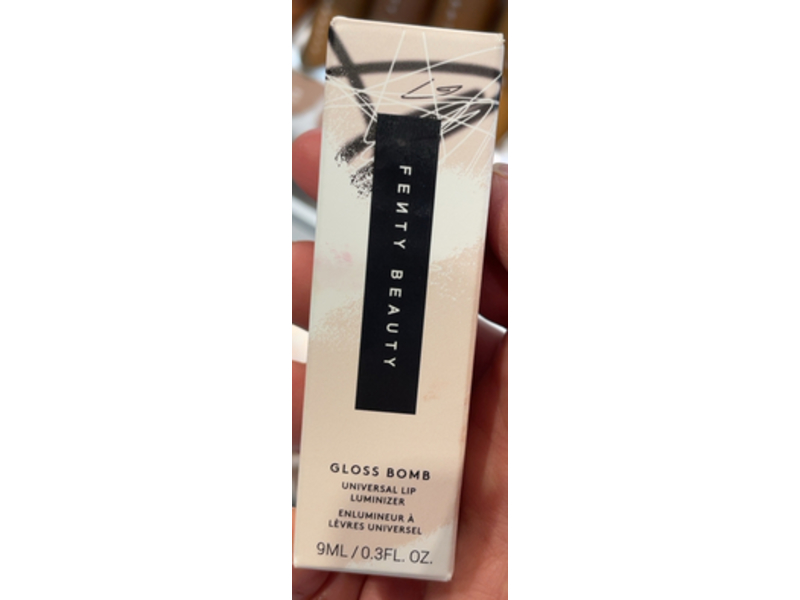 FENTY BEAUTY
GLOSS BOMB
UNIVERSAL LIP
LUMINIZER
ENLUMINEUR À
LÈVRES UNIVERSEL
9ML / 0.3FL. OZ.